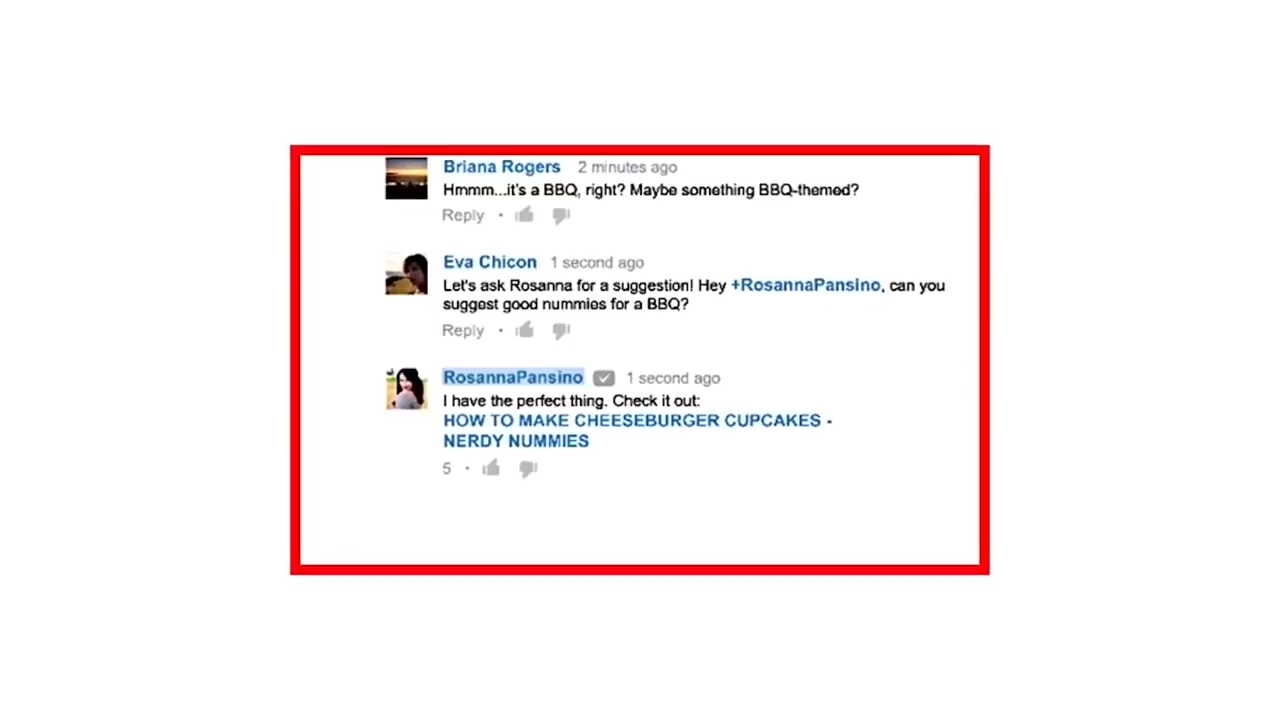 Briana Rogers 2 minutes ago
Hmmm...it's a BBQ, right? Maybe something BBQ-themed?
Reply •
Eva Chicon 1 second ago
Let's ask Rosanna for a suggestion! Hey +RosannaPansino, can you
suggest good nummies for a BBQ?
Reply •
RosannaPansino 1 second ago
I have the perfect thing. Check it out:
HOW TO MAKE CHEESEBURGER CUPCAKES -
NERDY NUMMIES
5 •